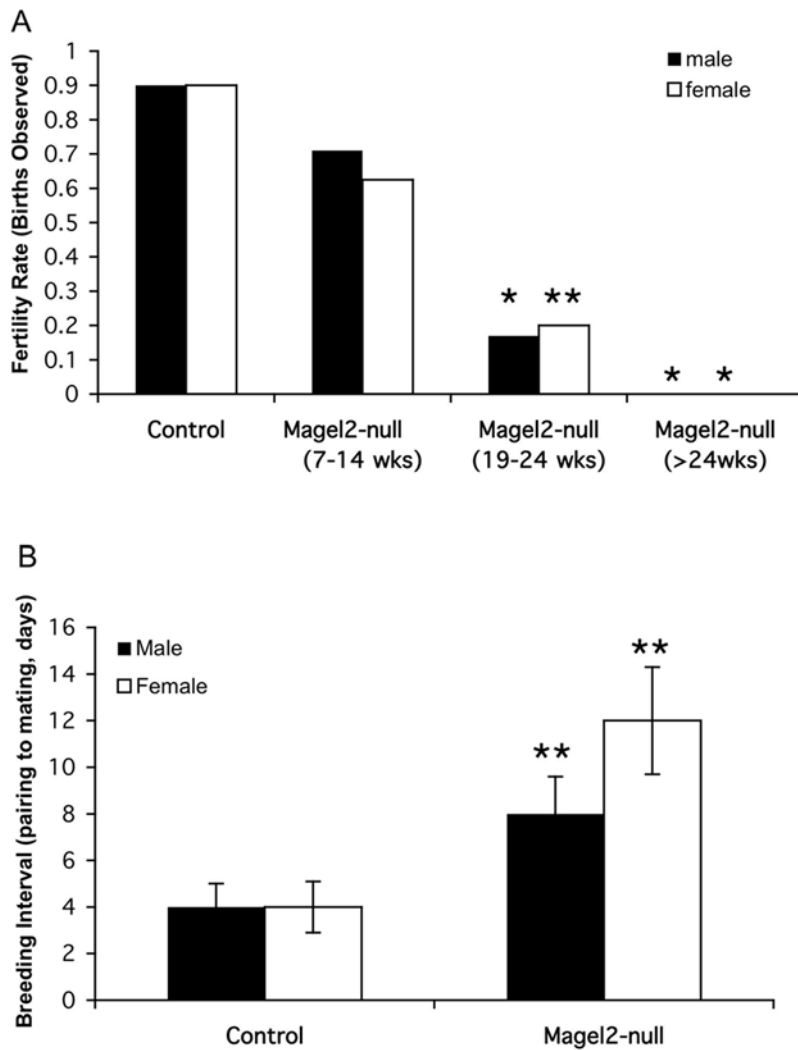 A
Fertility Rate (Births Observed)
1
0.9
0.8
0.7
0.6
0.5
0.4
0.3
0.2
0.1
0
male
female
* **
* *
Control
Magel2-null
(7-14 wks)
Magel2-null
(19-24 wks)
Magel2-null
(>24wks)
B
Breeding Interval (pairing to mating, days)
16
14
12
10
8
6
4
2
0
Male
Female
**
**
Control
Magel2-null